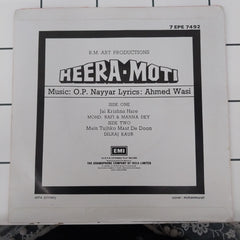 7 EPE 7492
R.M. ART PRODUCTIONS
HEERA-MOTI
Music: O.P. Nayyar Lyrics: Ahmed Wasi
SIDE ONE
Jai Krishna Hare
MOHD. RAFI & MANNA DEY
SIDE TWO
Main Tujhko Maut De Doon
DILRAJ KAUR
EMI
THE GRAMOPHONE COMPANY OF INDIA LIMITED